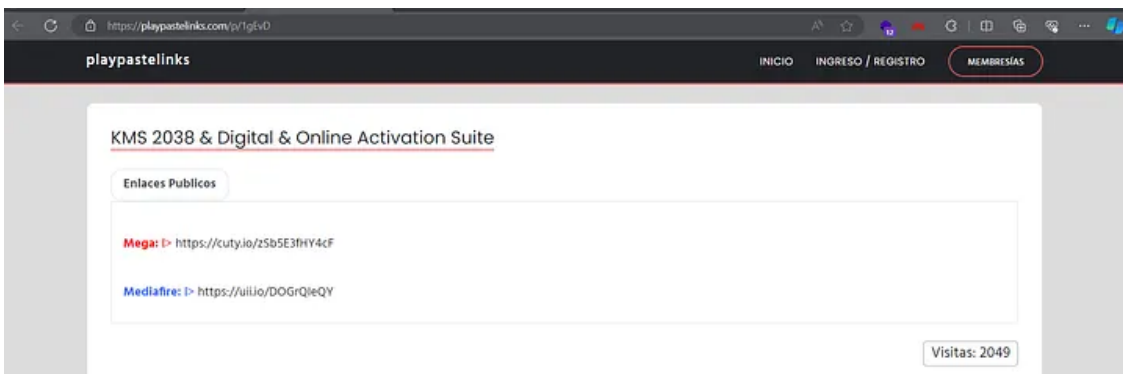 https://playpastelinks.com/p/1gEvD
12
playpastelinks
INICIO
INGRESO / REGISTRO
MEMBRESÍAS
KMS 2038 & Digital & Online Activation Suite
Enlaces Publicos
Mega: ▷ https://cuty.io/zSb5E3fHY4cF
Mediafire: ▷ https://uii.io/DOGrQleQY
Visitas: 2049